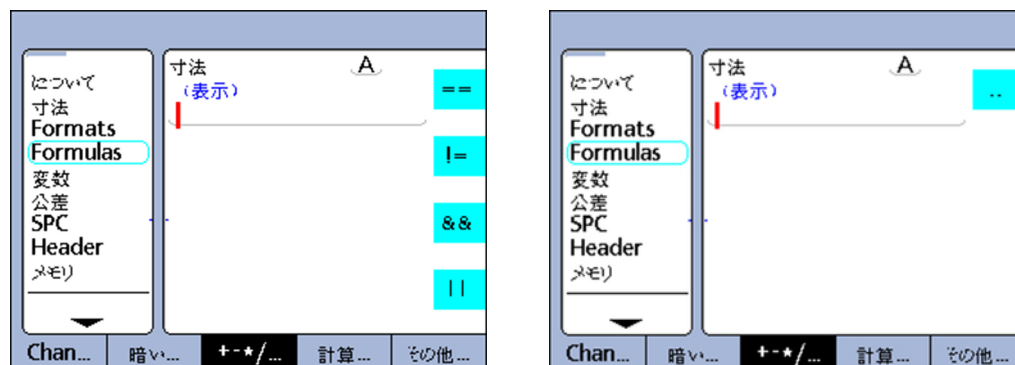 について
寸法
Formats
Formulas
変数
公差
SPC
Header
メモリ
寸法
A
(表示)
==
!=
&&
||
Chan...
暗い...
+-*/...
計算...
その他...
について
寸法
Formats
Formulas
変数
公差
SPC
Header
メモリ
寸法
A
(表示)
..
Chan...
暗い...
+-*/...
計算...
その他...